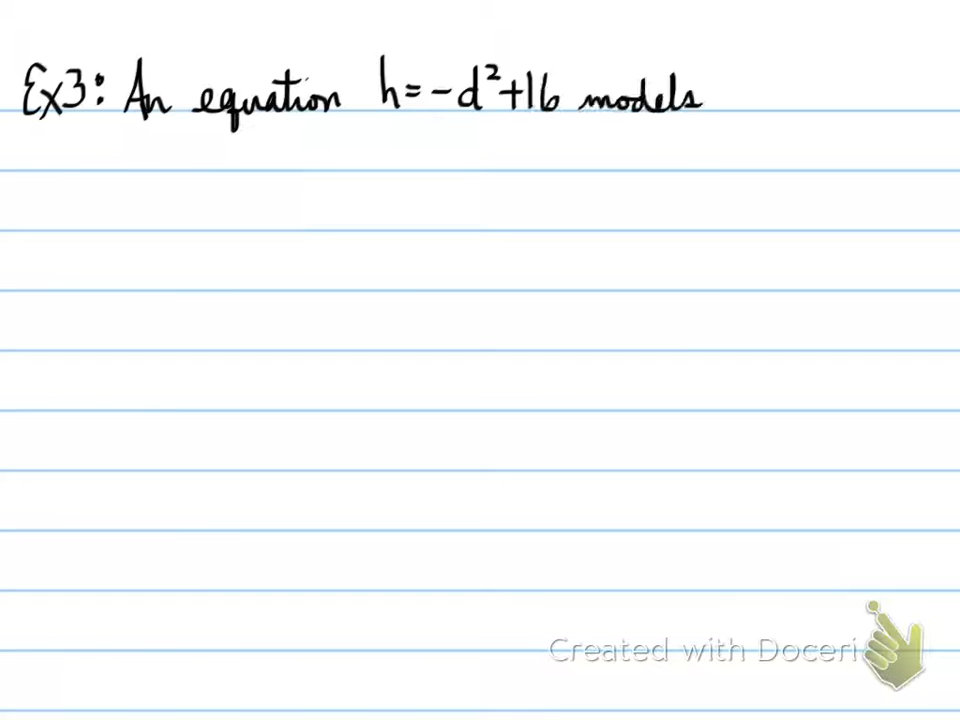 Ex3: An equation h = -d²+16 models
Created with Doceri